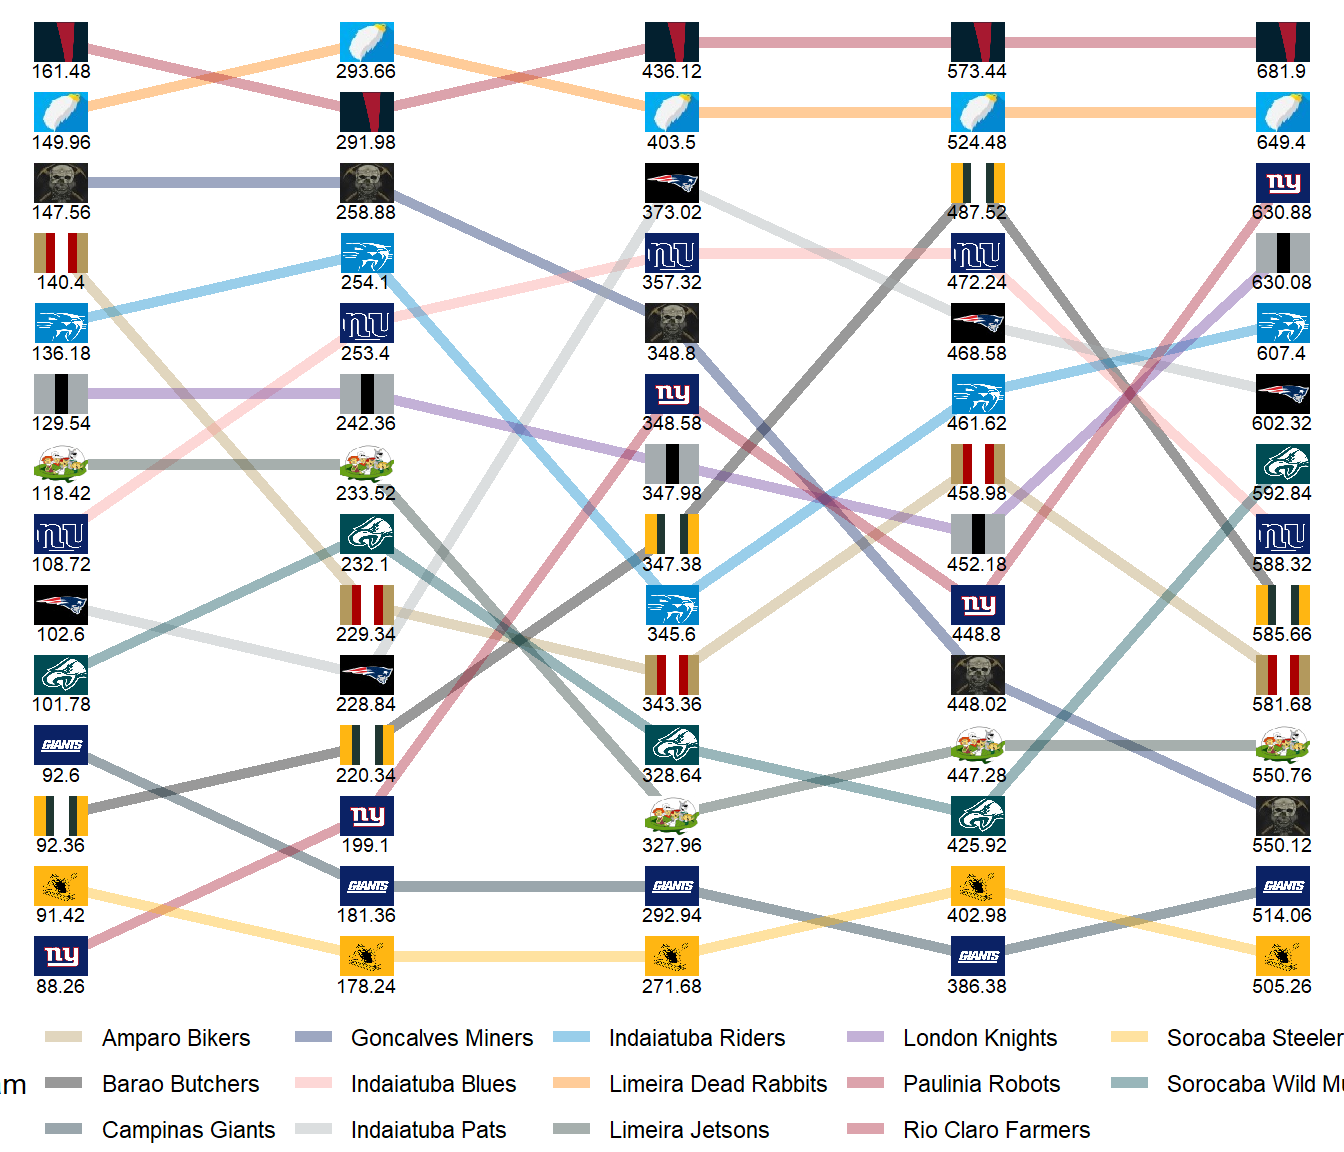 161.48 293.66 436.12 573.44 681.9
149.96 291.98 403.5 524.48 649.4
ny
147.56 258.88 373.02 487.52 630.88
nu nu
140.4 254.1 357.32 472.24 630.08
nu
136.18 253.4 348.8 468.58 607.4
ny
129.54 242.36 348.58 461.62 602.32
118.42 233.52 347.98 458.98 592.84
nu nu
108.72 232.1 347.38 452.18 588.32
ny
102.6 229.34 345.6 448.8 585.66
101.78 228.84 343.36 448.02 581.68
GIANTS
92.6 220.34 328.64 447.28 550.76
ny
92.36 199.1 327.96 425.92 550.12
GIANTS GIANTS GIANTS
91.42 181.36 292.94 402.98 514.06
ny GIANTS
88.26 178.24 271.68 386.38 505.26
Amparo Bikers Goncalves Miners Indaiatuba Riders London Knights Sorocaba Steeler
am Barao Butchers Indaiatuba Blues Limeira Dead Rabbits Paulinia Robots Sorocaba Wild Mu
Campinas Giants Indaiatuba Pats Limeira Jetsons Rio Claro Farmers